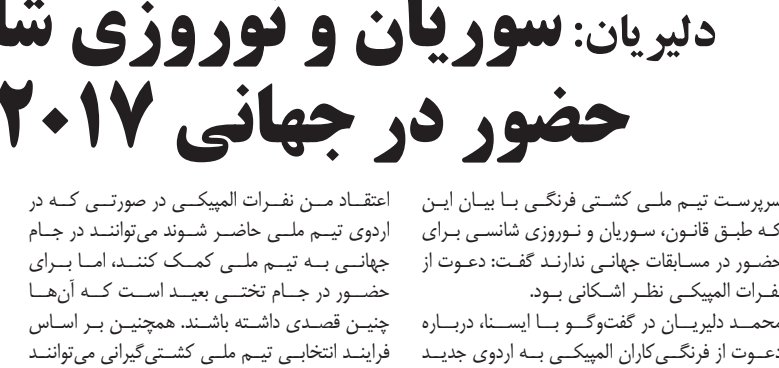 دلیریان: سوریان و نوروزی
حضور در جهانی ۲۰۱۷
سرپرست تیم ملی کشتی فرنگی با بیان این
که طبق قانون، سوریان و نوروزی شانسی برای
حضور در مسابقات جهانی ندارند گفت: دعوت از
نفرات المپیکی نظر اشکانی بود.
محمد دلیریان در گفت‌وگو با ایسنا، درباره
دعوت از فرنگی‌کاران المپیکی به اردوی جدید
اعتقاد من نفرات المپیکی در صورتی که در
اردوی تیم ملی حاضر شوند می‌توانند در جام
جهانی به تیم ملی کمک کنند، اما برای
حضور در جام تختی بعید است که آن‌ها
چنین قصدی داشته باشند. همچنین بر اساس
فرایند انتخابی تیم ملی کشتی‌گیرانی می‌توانند